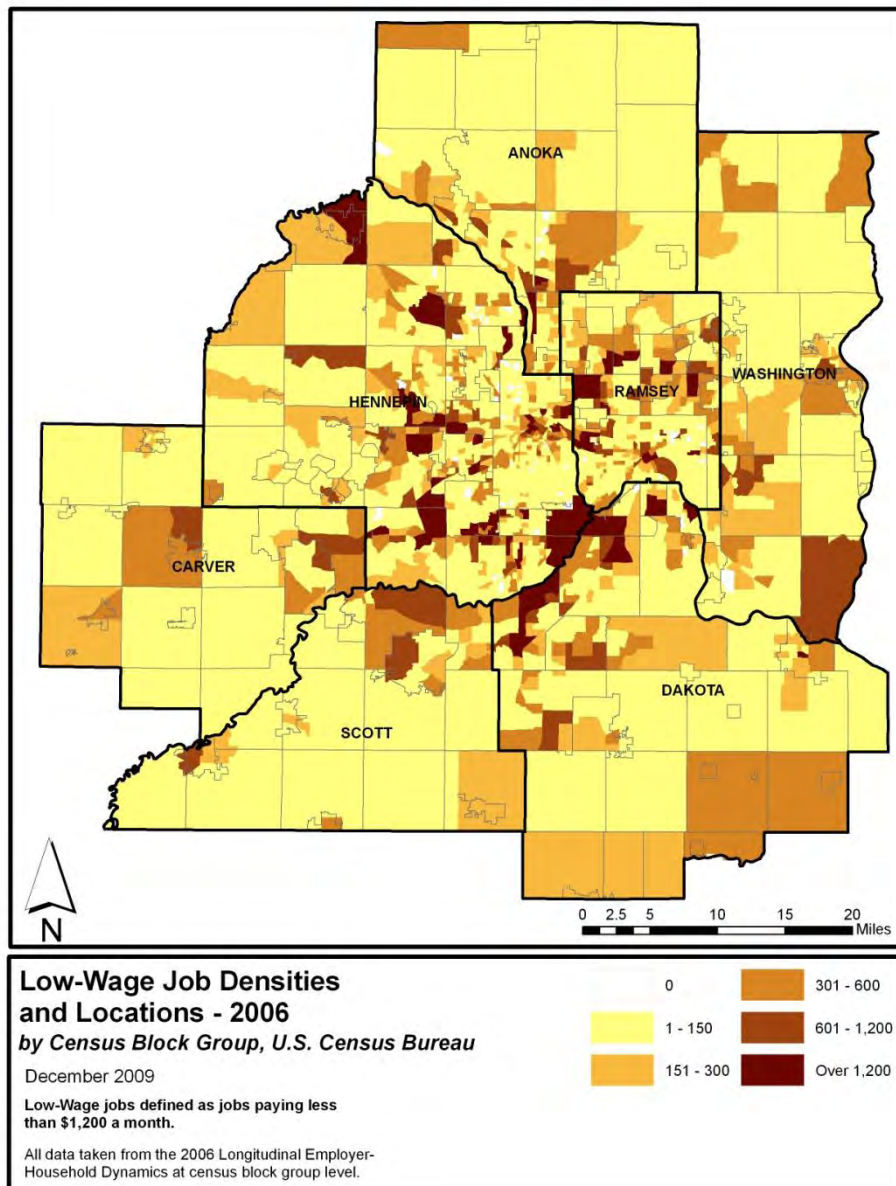 ANOKA
HENNEPIN
RAMSEY
WASHINGTON
CARVER
SCOTT
DAKOTA
N
0 2.5 5 10 15 20
Miles
Low-Wage Job Densities
and Locations - 2006
by Census Block Group, U.S. Census Bureau
December 2009
Low-Wage jobs defined as jobs paying less
than $1,200 a month.
All data taken from the 2006 Longitudinal Employer-
Household Dynamics at census block group level.
0
1 - 150
151 - 300
301 - 600
601 - 1,200
Over 1,200